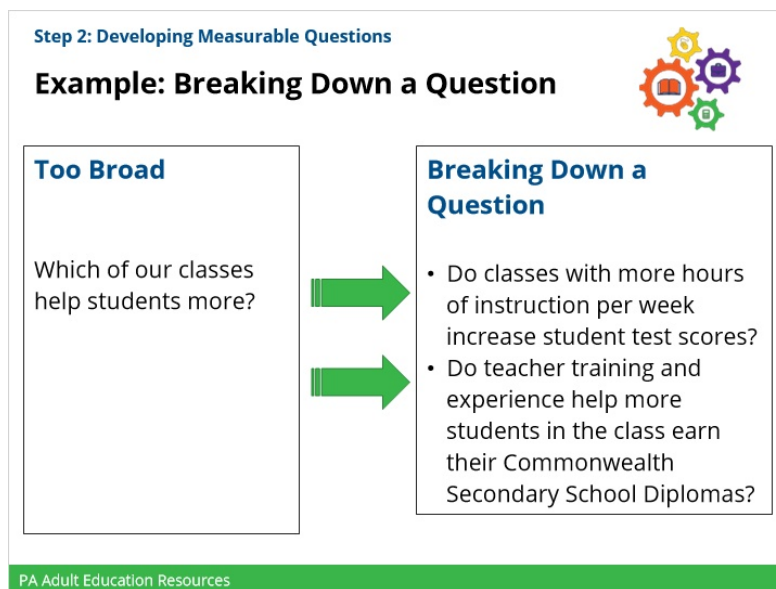 Step 2: Developing Measurable Questions
Example: Breaking Down a Question
Too Broad
Which of our classes
help students more?
Breaking Down a
Question
• Do classes with more hours
of instruction per week
increase student test scores?
• Do teacher training and
experience help more
students in the class earn
their Commonwealth
Secondary School Diplomas?
PA Adult Education Resources